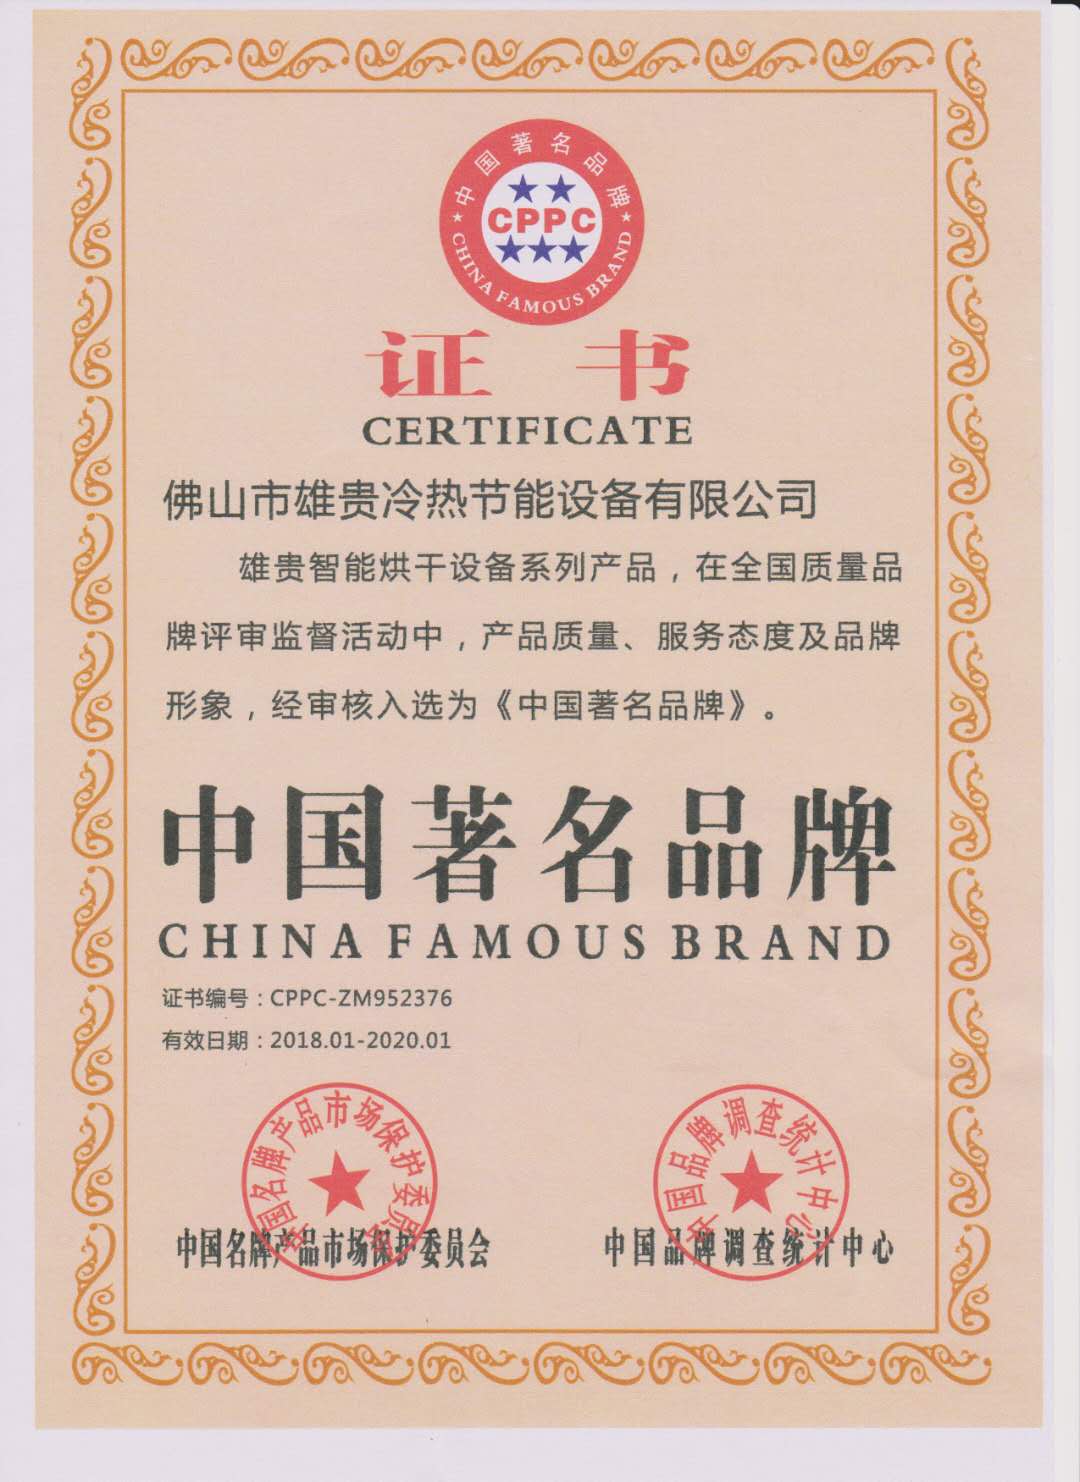 中国著名品牌
CPPC
CHINA FAMOUS BRAND
证书
CERTIFICATE
佛山市雄贵冷热节能设备有限公司
雄贵智能烘干设备系列产品，在全国质量品
牌评审监督活动中，产品质量、服务态度及品牌
形象，经审核入选为《中国著名品牌》。
中国著名品牌
CHINA FAMOUS BRAND
证书编号：CPPC-ZM952376
有效日期：2018.01-2020.01
中国名牌产品市场保护委员会
中国品牌调查统计中心
中国名牌产品市场保护委员会
中国品牌调查统计中心